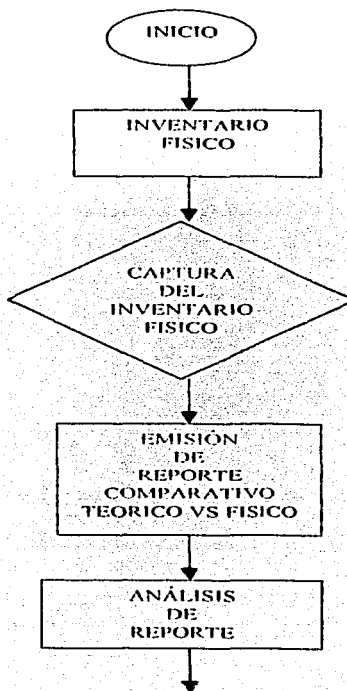 INICIO
INVENTARIO
FISICO
CAPTURA
DEL
INVENTARIO
FISICO
EMISIÓN
DE
REPORTE
COMPARATIVO
TEORICO VS FISICO
ANÁLISIS
DE
REPORTE